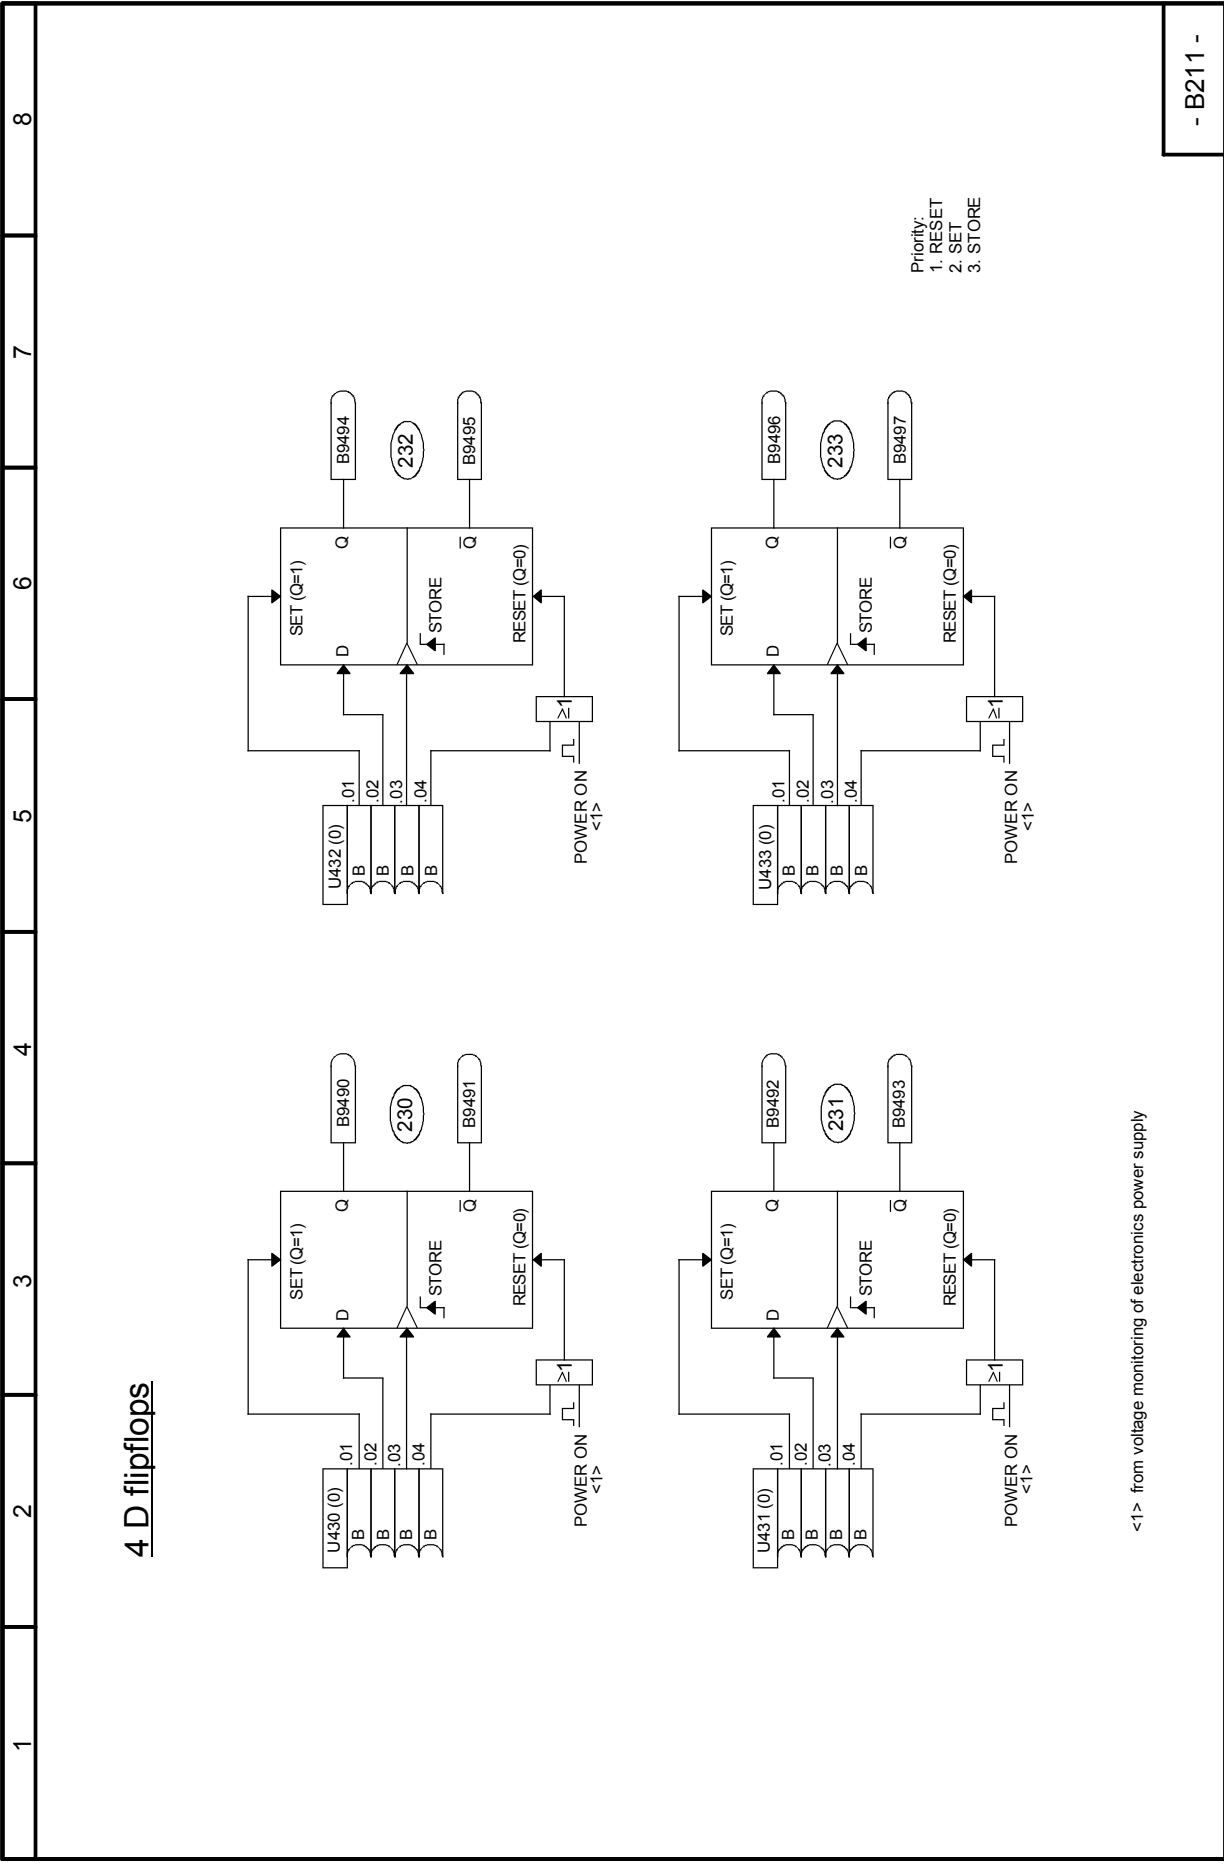 1 2 3 4 5 6 7 8
4 D flipflops
U430 (0)
B .01
B .02
B .03
B .04
SET (Q=1)
D
Q
STORE
Q
RESET (Q=0)
≥1
POWER ON
<1>
B9490
230
B9491
U432 (0)
B .01
B .02
B .03
B .04
SET (Q=1)
D
Q
STORE
Q
RESET (Q=0)
≥1
POWER ON
<1>
B9494
232
B9495
U431 (0)
B .01
B .02
B .03
B .04
SET (Q=1)
D
Q
STORE
Q
RESET (Q=0)
≥1
POWER ON
<1>
B9492
231
B9493
U433 (0)
B .01
B .02
B .03
B .04
SET (Q=1)
D
Q
STORE
Q
RESET (Q=0)
≥1
POWER ON
<1>
B9496
233
B9497
Priority:
1. RESET
2. SET
3. STORE
<1> from voltage monitoring of electronics power supply
- B211 -